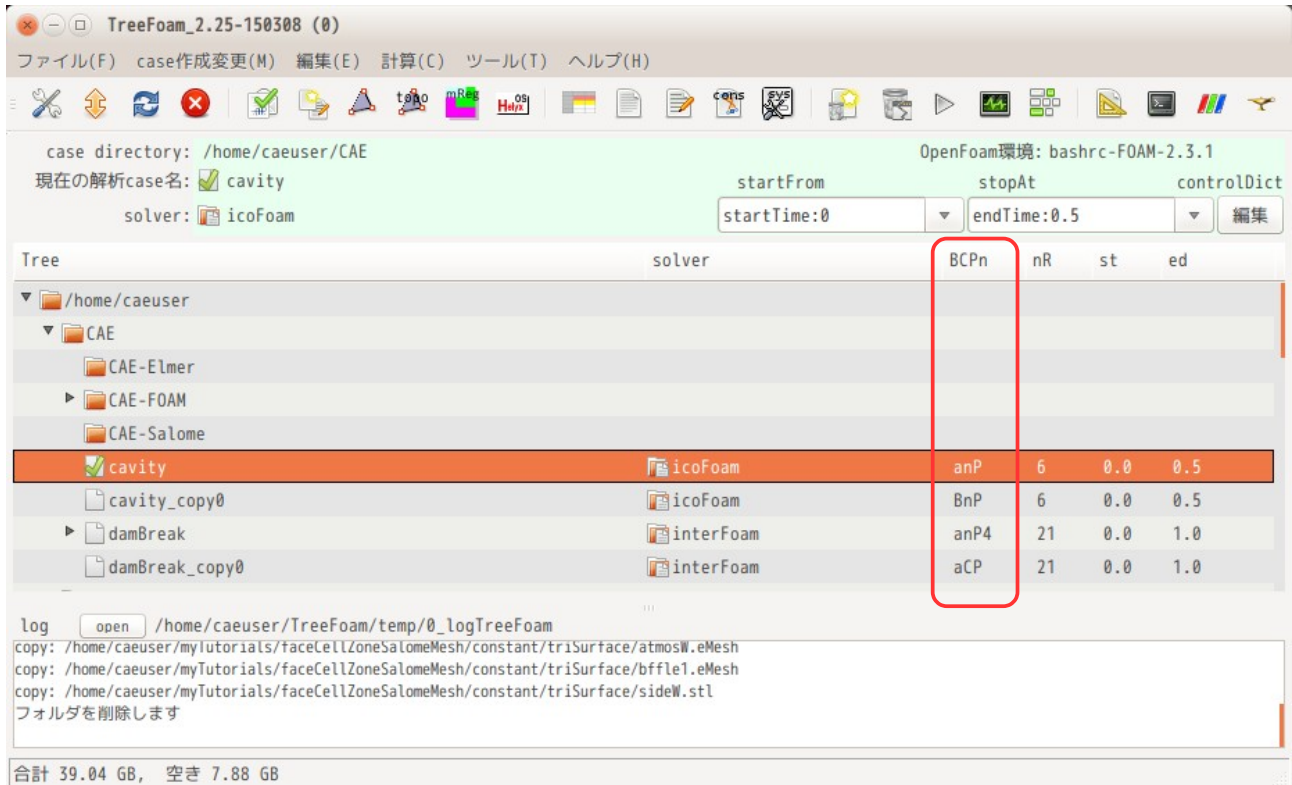 TreeFoam_2.25-150308 (0)
ファイル(F) case作成変更(M) 編集(E) 計算(C) ツール(T) ヘルプ(H)
topo mReg OS Helyx cons sys
case directory: /home/caeuser/CAE OpenFoam環境: bashrc-FOAM-2.3.1
現在の解析case名: cavity startFrom stopAt controlDict
solver: icoFoam startTime:0 endTime:0.5 編集
Tree solver BCPn nR st ed
/home/caeuser
CAE
CAE-Elmer
CAE-FOAM
CAE-Salome
cavity icoFoam anP 6 0.0 0.5
cavity_copy0 icoFoam BnP 6 0.0 0.5
damBreak interFoam anP4 21 0.0 1.0
damBreak_copy0 interFoam aCP 21 0.0 1.0
log open /home/caeuser/TreeFoam/temp/0_logTreeFoam
copy: /home/caeuser/myTutorials/faceCellZoneSalomeMesh/constant/triSurface/atmosW.eMesh
copy: /home/caeuser/myTutorials/faceCellZoneSalomeMesh/constant/triSurface/bffle1.eMesh
copy: /home/caeuser/myTutorials/faceCellZoneSalomeMesh/constant/triSurface/sideW.stl
フォルダを削除します
合計 39.04 GB, 空き 7.88 GB